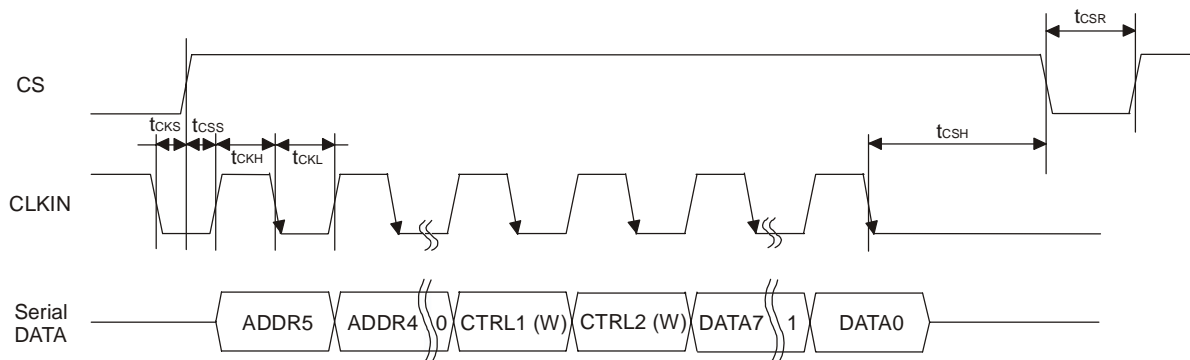 tCSR
CS
tCKS
tCSS
tCSH
tCKH
tCKL
CLKIN
Serial
DATA
ADDR5
ADDR4
0
CTRL1 (W)
CTRL2 (W)
DATA7
1
DATA0